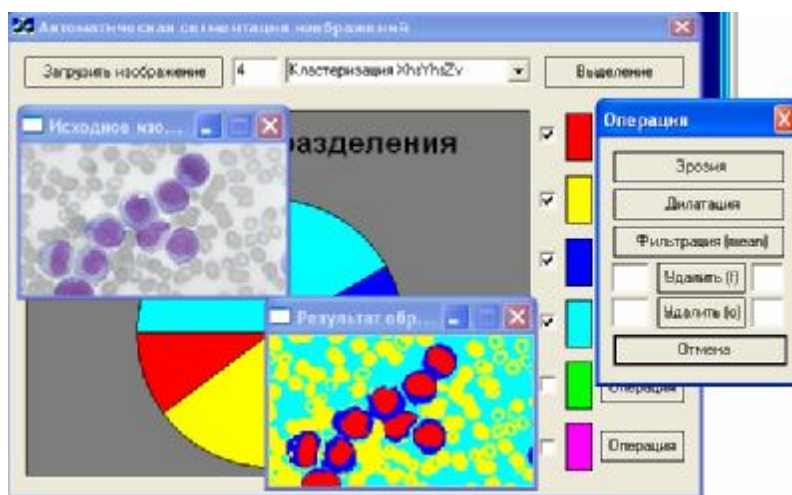 Автоматическая сегментация изображений
Загрузить изображение
4
Кластеризация XhsYhsZv
Выделение
Исходное изо...
разделения
Операция
Эрозия
Дилатация
Фильтрация (mean)
Удалить (f)
Удалить (o)
Отмена
Результат обр...
Операция
Операция